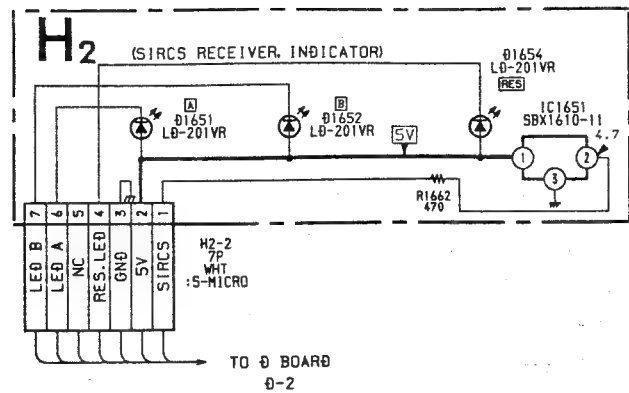 H2
(SIRCS RECEIVER. INDICATOR)
A
D1651
LD-201VR
B
D1652
LD-201VR
D1654
LD-201VR
RES
5V
IC1651
SBX1610-11
4.7
1
2
3
R1662
470
7 6 5 4 3 2 1
LED B
LED A
NC
RES.LED
GND
5V
SIRCS
H2-2
7P
WHT
:S-MICRO
TO D BOARD
D-2